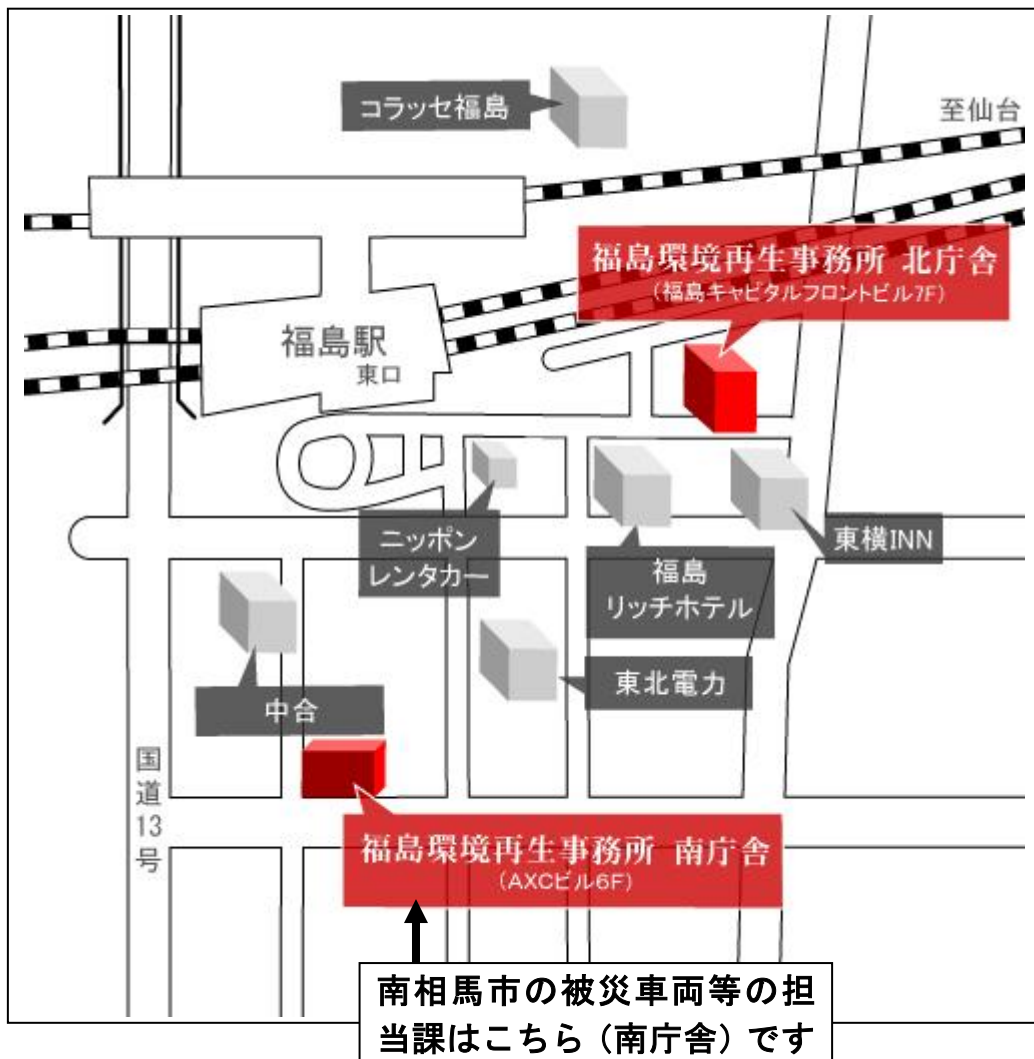 コラッセ福島
至仙台
福島環境再生事務所 北庁舎
(福島キャピタルフロントビル7F)
福島駅
東口
ニッポン
レンタカー
福島
リッチホテル
東横INN
東北電力
中合
国道13号
福島環境再生事務所 南庁舎
(AXCビル6F)
南相馬市の被災車両等の担
当課はこちら（南庁舎）です